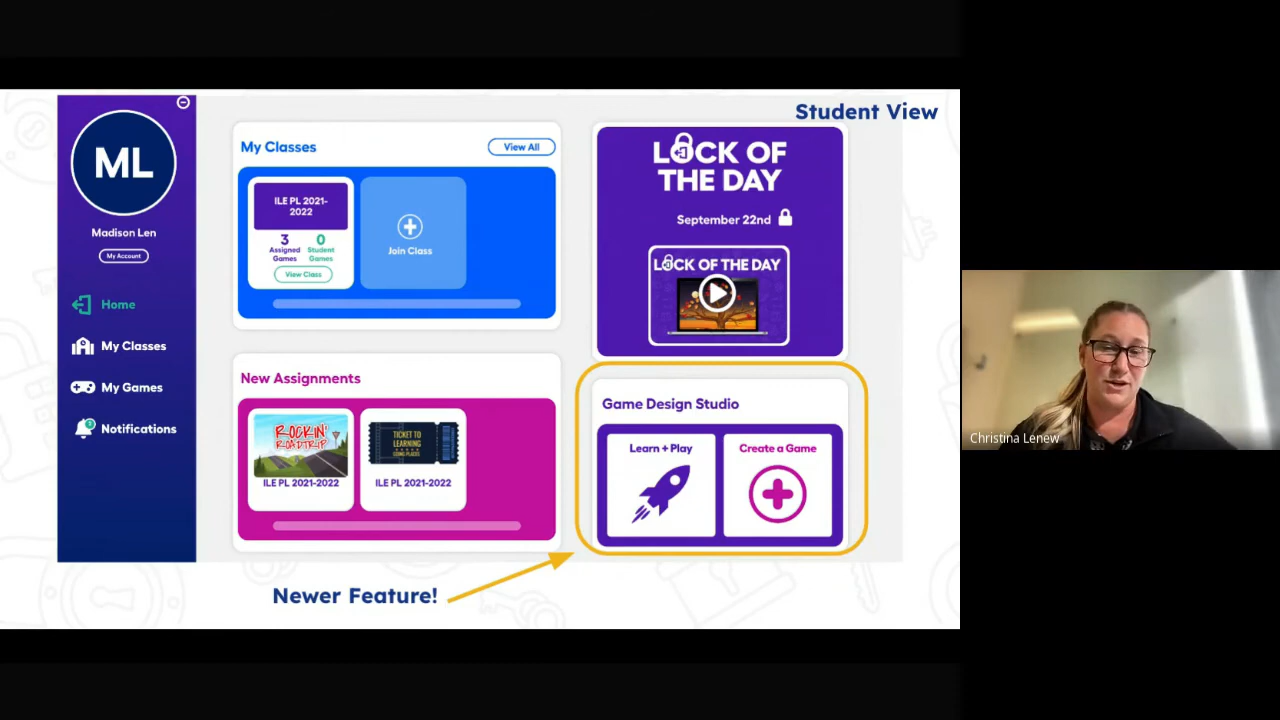 Student View
ML
Madison Len
My Account
Home
My Classes
My Games
Notifications
My Classes
View All
ILE PL 2021-
2022
3
Assigned
Games
0
Student
Games
View Class
Join Class
LOCK OF
THE DAY
September 22nd
LOCK OF THE DAY
New Assignments
ROCKIN'
ROADTRIP
ILE PL 2021-2022
TICKET TO
LEARNING
GOING PLACES
ILE PL 2021-2022
Game Design Studio
Learn + Play
Create a Game
Newer Feature!
Christina Lenew